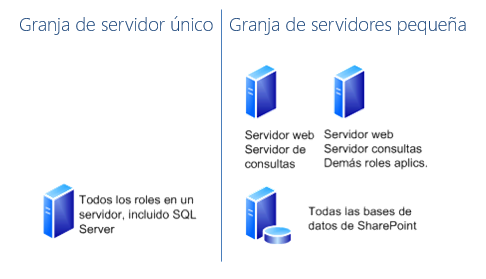 Granja de servidor único
Granja de servidores pequeña
Servidor web
Servidor de
consultas
Servidor web
Servidor consultas
Demás roles aplics.
Todos los roles en un
servidor, incluido SQL
Server
Todas las bases de
datos de SharePoint